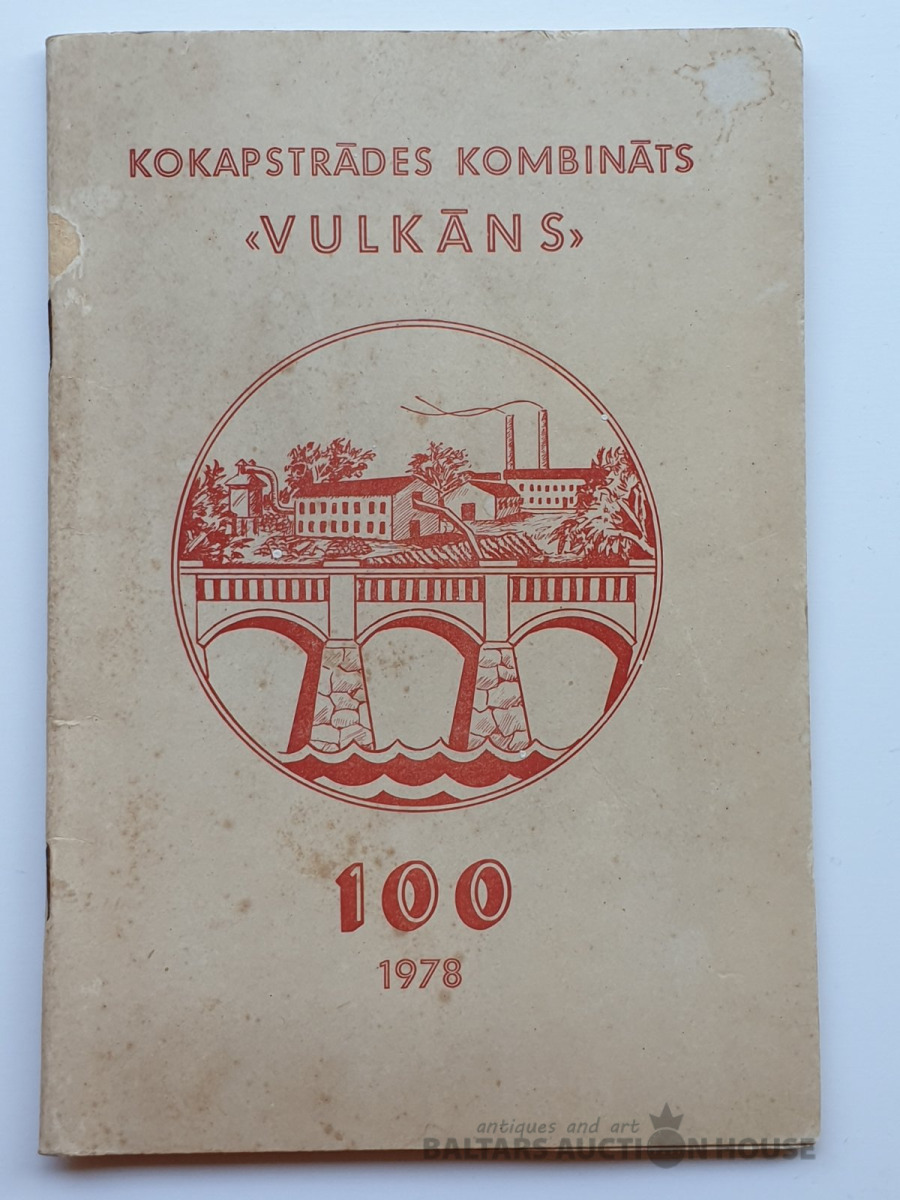 KOKAPSTRĀDES KOMBINĀTS
«VULKĀNS»
100
1978
antiques and art
BALTARS AUCTION HOUSE